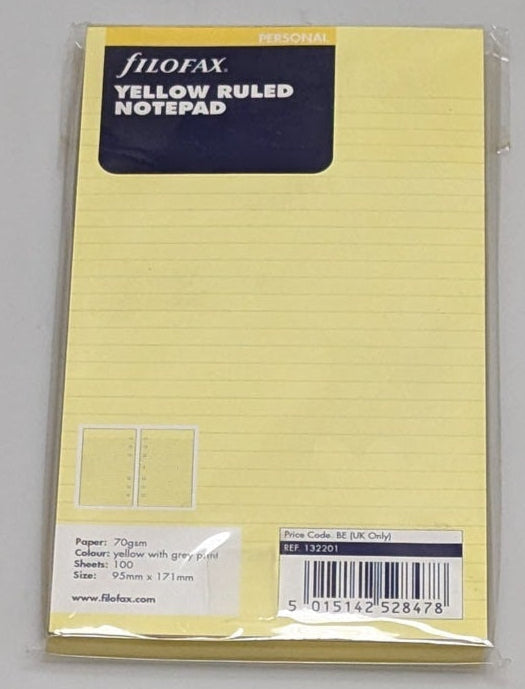 PERSONAL
fILOFAX.
YELLOW RULED
NOTEPAD
Paper: 70gsm
Colour: yellow with grey print
Sheets: 100
Size: 95mm x 171mm
www.filofax.com
Price Code. BE (UK Only)
REF. 132201
5 015142 528478